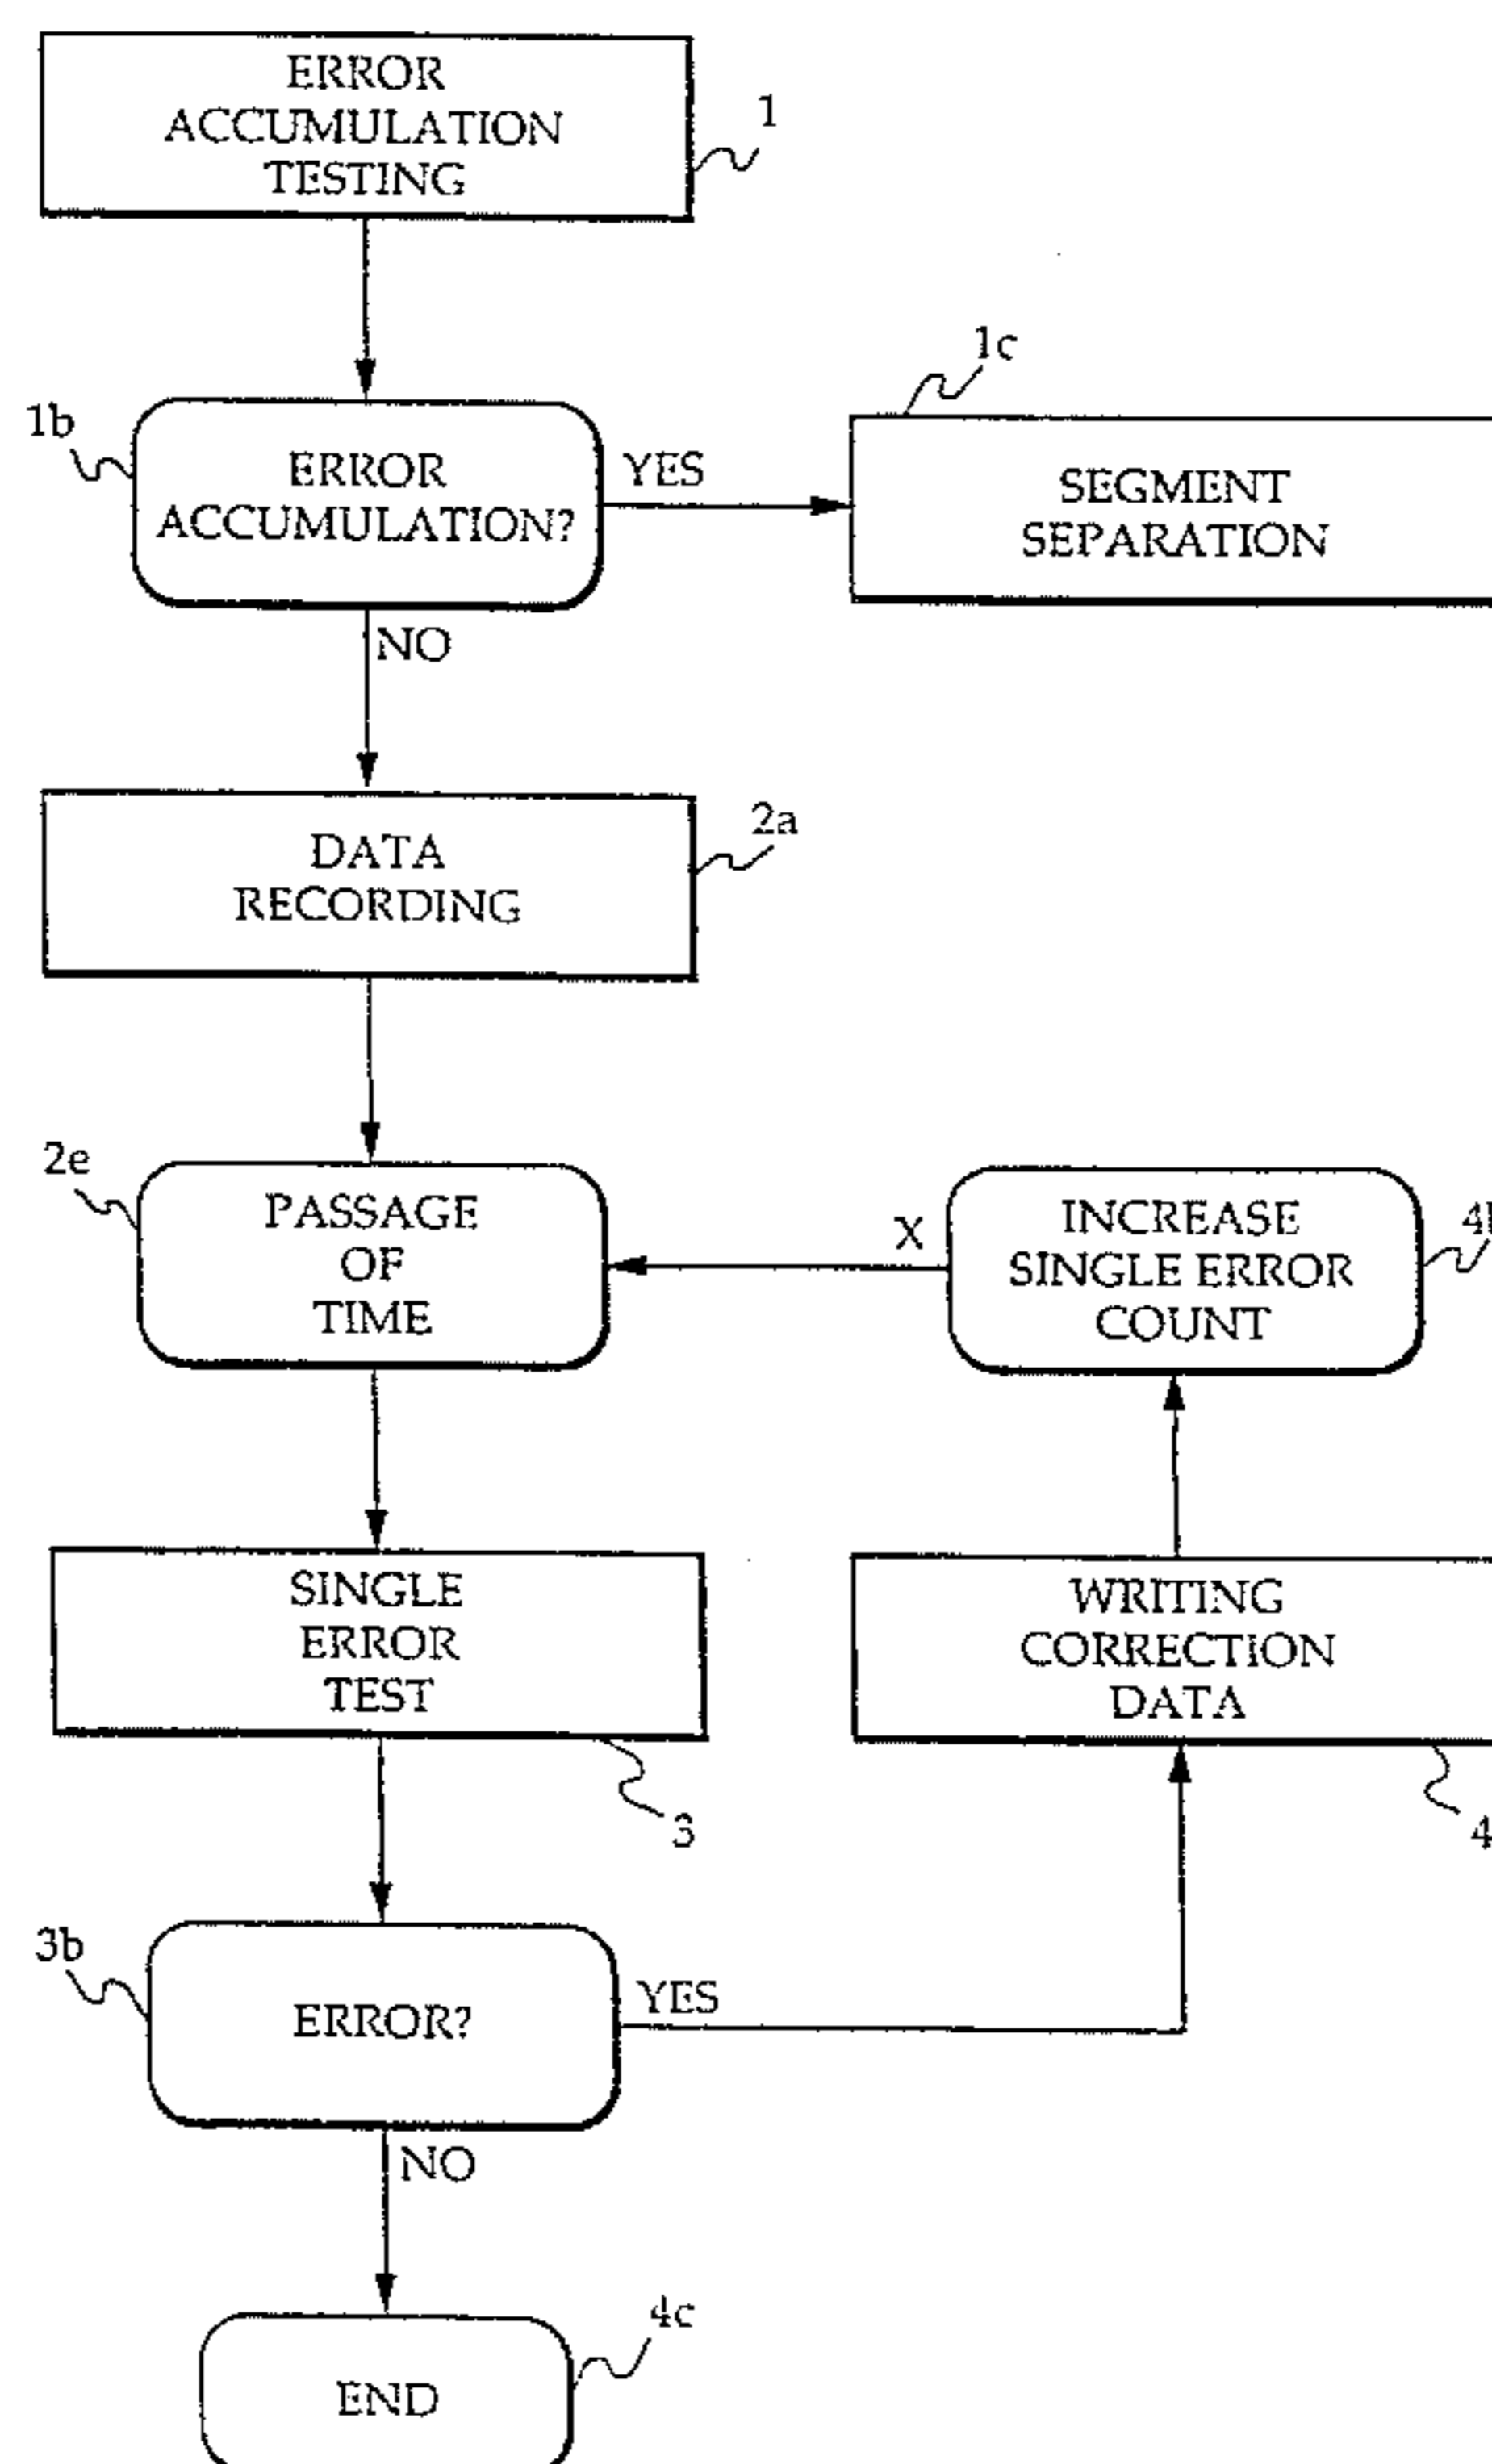 ERROR
ACCUMULATION
TESTING
1
1c
1b
ERROR
ACCUMULATION?
YES
SEGMENT
SEPARATION
NO
2a
DATA
RECORDING
2e
PASSAGE
OF
TIME
X
INCREASE
SINGLE ERROR
COUNT
SINGLE
ERROR
TEST
WRITING
CORRECTION
DATA
3
4
3b
ERROR?
YES
NO
4c
END